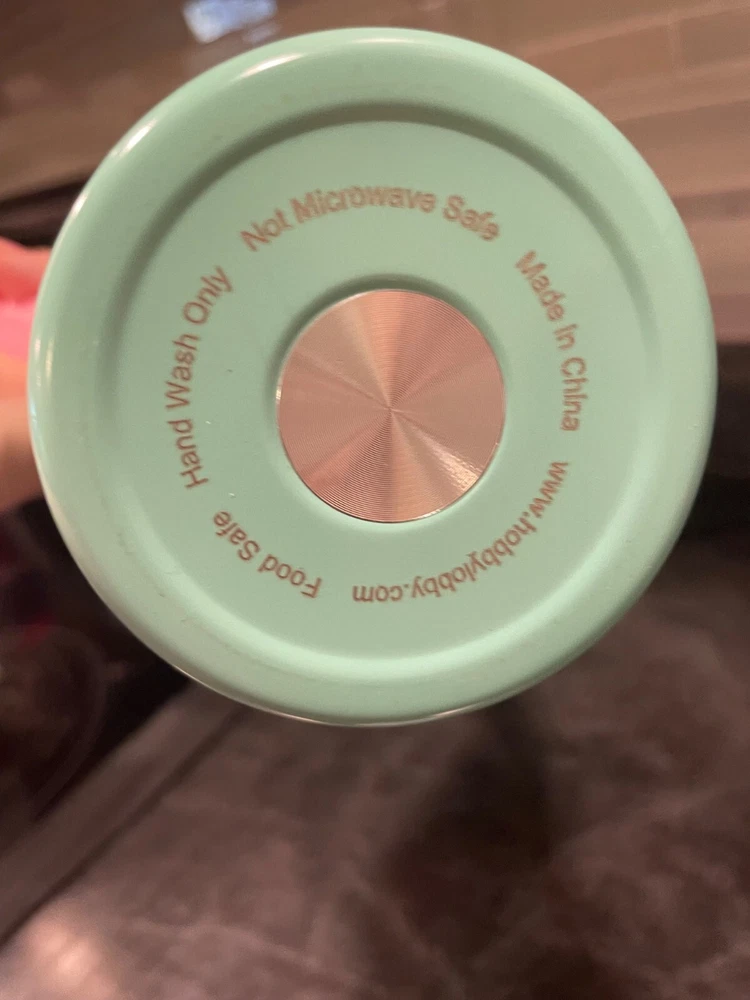 Not Microwave Safe
Made in China
www.hobbylobby.com
Food Safe
Hand Wash Only